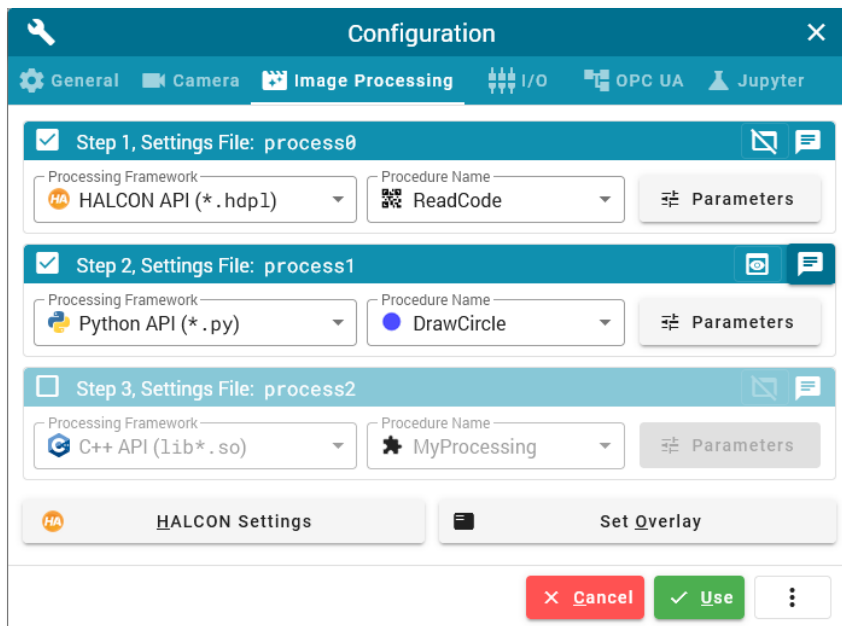 Configuration
General Camera Image Processing I/O OPC UA Jupyter
Step 1, Settings File: process0
Processing Framework Procedure Name
HA HALCON API (*.hdpl) ReadCode Parameters
Step 2, Settings File: process1
Processing Framework Procedure Name
Python API (*.py) DrawCircle Parameters
Step 3, Settings File: process2
Processing Framework Procedure Name
C++ API (lib*.so) MyProcessing Parameters
HA HALCON Settings Set Overlay
Cancel Use